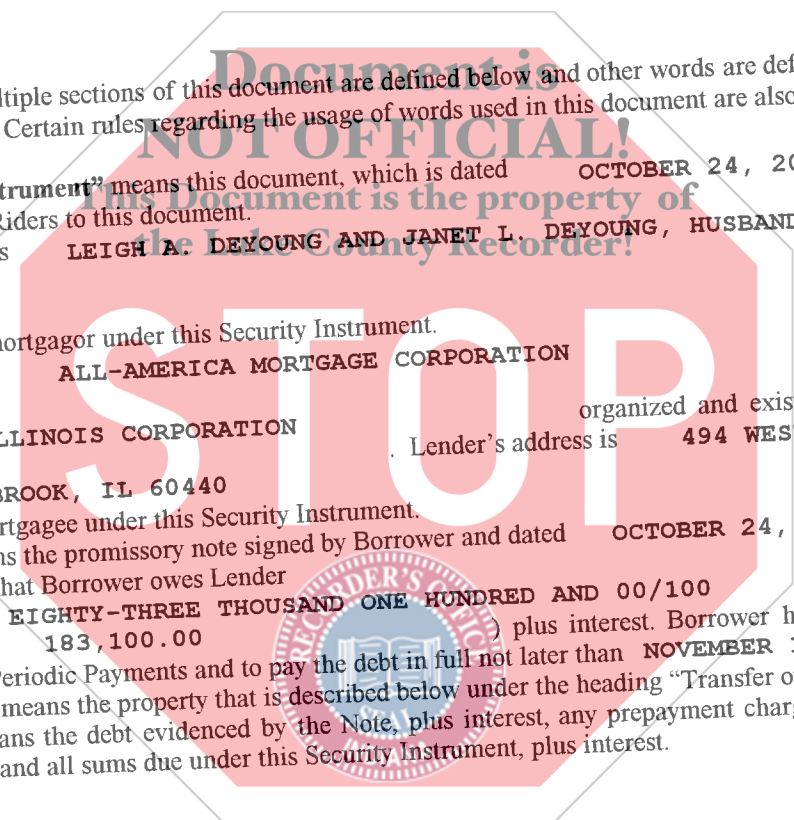 Document is
ltiple sections of this document are defined below and other words are def
Certain rules regarding the usage of words used in this document are also
NOT OFFICIAL!
trument” means this document, which is dated OCTOBER 24, 20
This Document is the property of
Riders to this document.
s LEIGH A. DEYOUNG AND JANET L. DEYOUNG, HUSBAND
the Lake County Recorder!
ortgagor under this Security Instrument.
ALL-AMERICA MORTGAGE CORPORATION
organized and exist
LLINOIS CORPORATION . Lender’s address is 494 WEST
BROOK, IL 60440
rtgagee under this Security Instrument.
ns the promissory note signed by Borrower and dated OCTOBER 24,
hat Borrower owes Lender
EIGHTY-THREE THOUSAND ONE HUNDRED AND 00/100
183,100.00 ) plus interest. Borrower h
Periodic Payments and to pay the debt in full not later than NOVEMBER 1
means the property that is described below under the heading “Transfer o
ans the debt evidenced by the Note, plus interest, any prepayment charg
and all sums due under this Security Instrument, plus interest.
STOP
RECORDER'S OFFICE
SEAL